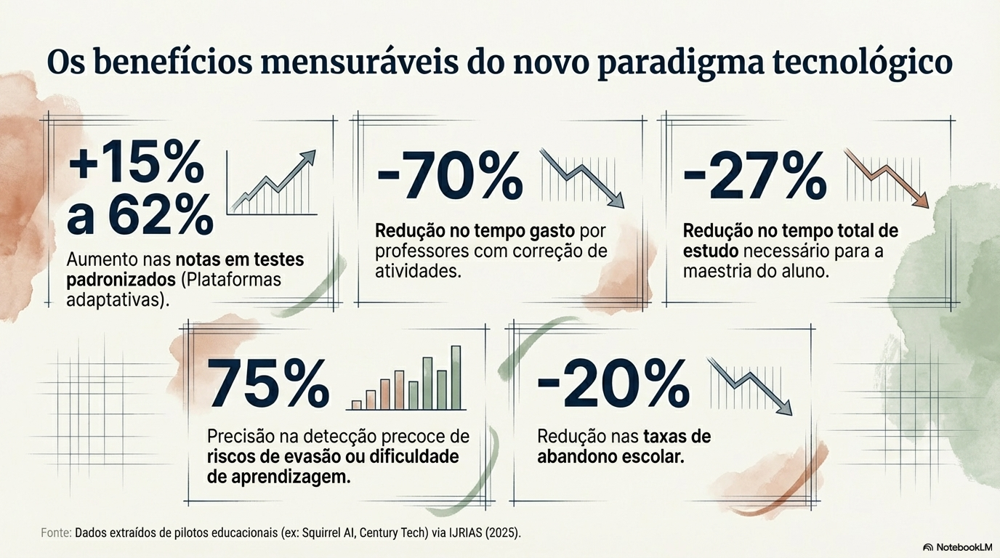 Os benefícios mensuráveis do novo paradigma tecnológico
+15%
a 62%
Aumento nas notas em testes
padronizados (Plataformas
adaptativas).
-70%
Redução no tempo gasto por
professores com correção de
atividades.
-27%
Redução no tempo total de
estudo necessário para a
maestria do aluno.
75%
Precisão na detecção precoce de
riscos de evasão ou dificuldade
de aprendizagem.
-20%
Redução nas taxas de
abandono escolar.
Fonte: Dados extraídos de pilotos educacionais (ex: Squirrel AI, Century Tech) via IJRIAS (2025).
NotebookLM